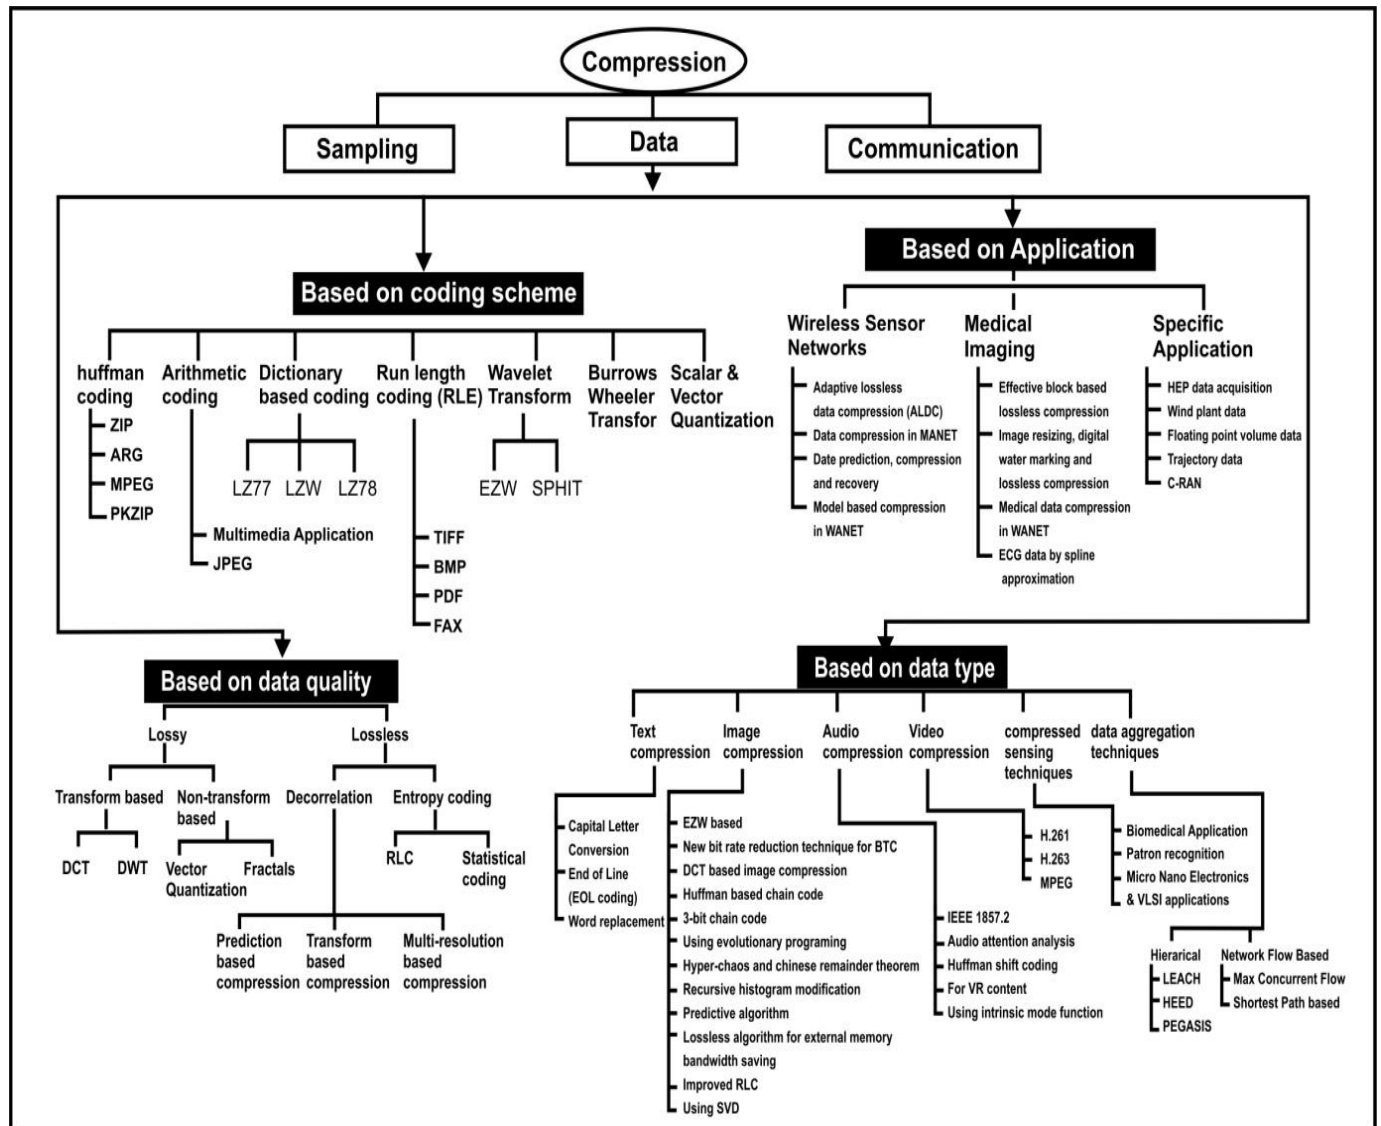 Compression
Sampling
Data
Communication
Based on coding scheme
huffman
coding
ZIP
ARG
MPEG
PKZIP
Arithmetic
coding
Multimedia Application
JPEG
Dictionary
based coding
LZ77
LZW
LZ78
Run length
coding (RLE)
TIFF
BMP
PDF
FAX
Wavelet
Transform
EZW
SPHIT
Burrows
Wheeler
Transfor
Scalar &
Vector
Quantization
Based on Application
Wireless Sensor
Networks
Adaptive lossless
data compression (ALDC)
Data compression in MANET
Date prediction, compression
and recovery
Model based compression
in WANET
Medical
Imaging
Effective block based
lossless compression
Image resizing, digital
water marking and
lossless compression
Medical data compression
in WANET
ECG data by spline
approximation
Specific
Application
HEP data acquisition
Wind plant data
Floating point volume data
Trajectory data
C-RAN
Based on data quality
Lossy
Transform based
DCT
DWT
Non-transform
based
Vector
Quantization
Fractals
Lossless
Decorrelation
Prediction
based
compression
Transform
based
compression
Multi-resolution
based
compression
Entropy coding
RLC
Statistical
coding
Based on data type
Text
compression
Capital Letter
Conversion
End of Line
(EOL coding)
Word replacement
Image
compression
EZW based
New bit rate reduction technique for BTC
DCT based image compression
Huffman based chain code
3-bit chain code
Using evolutionary programing
Hyper-chaos and chinese remainder theorem
Recursive histogram modification
Predictive algorithm
Lossless algorithm for external memory
bandwidth saving
Improved RLC
Using SVD
Audio
compression
IEEE 1857.2
Audio attention analysis
Huffman shift coding
For VR content
Using intrinsic mode function
Video
compression
H.261
H.263
MPEG
compressed
sensing
techniques
Biomedical Application
Patron recognition
Micro Nano Electronics
& VLSI applications
data aggregation
techniques
Hierarical
LEACH
HEED
PEGASIS
Network Flow Based
Max Concurrent Flow
Shortest Path based